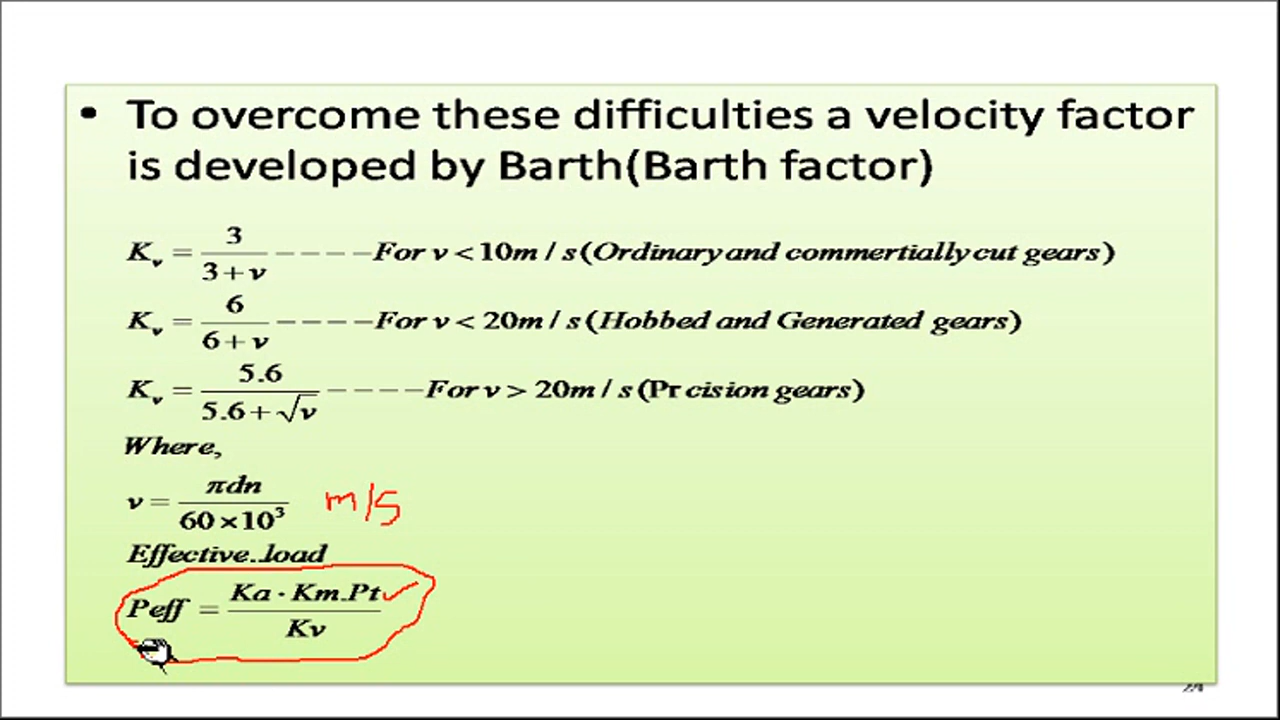 • To overcome these difficulties a velocity factor
is developed by Barth(Barth factor)
Kv = 3 / (3+v) ---- For v < 10m / s (Ordinary and commertially cut gears)
Kv = 6 / (6+v) ---- For v < 20m / s (Hobbed and Generated gears)
Kv = 5.6 / (5.6+√v) ---- For v > 20m / s (Pr cision gears)
Where,
v = πdn / (60×10³) m/s
Effective..load
Peff = Ka · Km.Pt / Kv